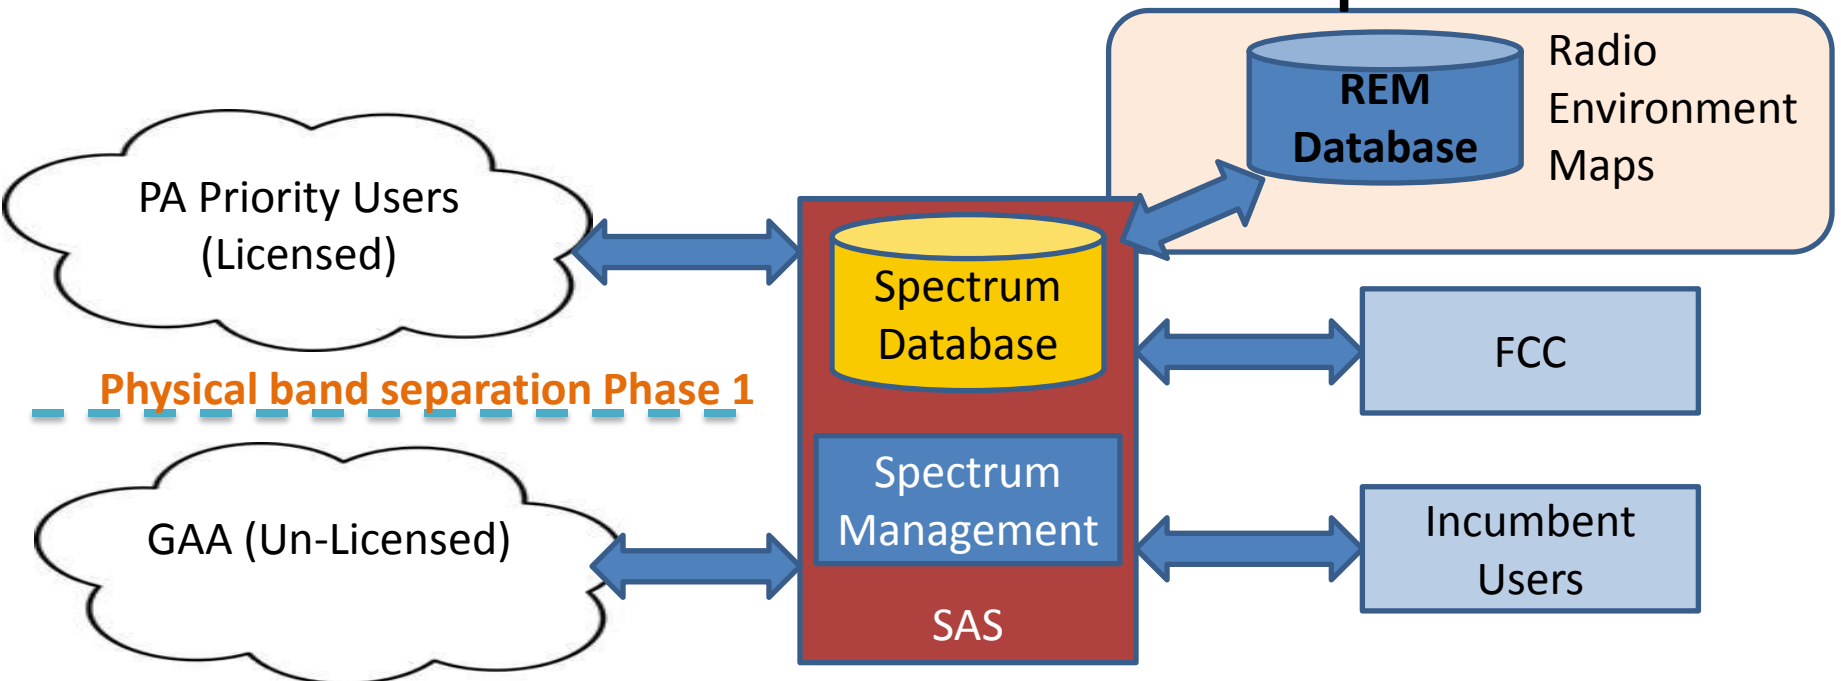 REM
Database
Radio
Environment
Maps
PA Priority Users
(Licensed)
Spectrum
Database
FCC
Physical band separation Phase 1
Spectrum
Management
GAA (Un-Licensed)
Incumbent
Users
SAS